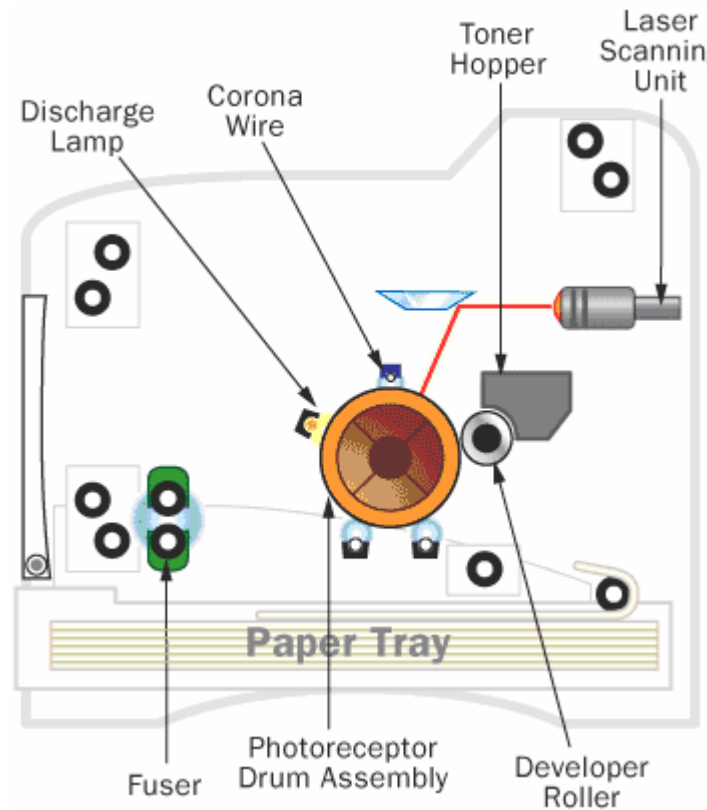 Laser
Scannin
Unit
Toner
Hopper
Corona
Wire
Discharge
Lamp
Paper Tray
Fuser
Photoreceptor
Drum Assembly
Developer
Roller